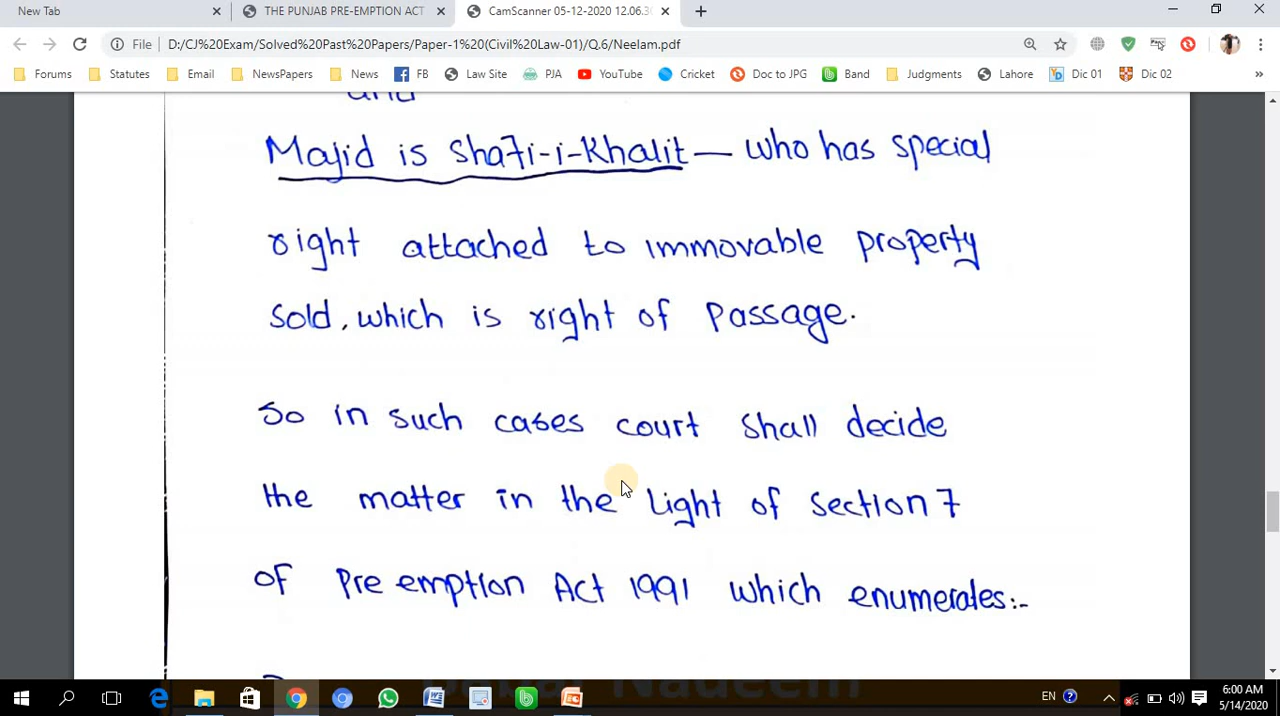 New Tab
THE PUNJAB PRE-EMPTION ACT
CamScanner 05-12-2020 12.06.3
File
D:/CJ%20Exam/Solved%20Past%20Papers/Paper-1%20(Civil%20Law-01)/Q.6/Neelam.pdf
Forums
Statutes
Email
NewsPapers
News
FB
Law Site
PJA
YouTube
Cricket
Doc to JPG
Band
Judgments
Lahore
Dic 01
Dic 02
and
Majid is Shafi-i-Khalit — who has special
right attached to immovable property
sold, which is right of passage.
So in such cases court shall decide
the matter in the light of section 7
of Pre emption Act 1991 which enumerates:-
EN
6:00 AM
5/14/2020